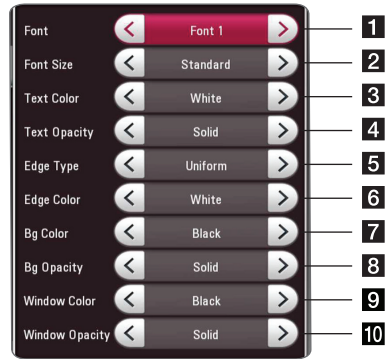 Font < Font 1 > 1
Font Size < Standard > 2
Text Color < White > 3
Text Opacity < Solid > 4
Edge Type < Uniform > 5
Edge Color < White > 6
Bg Color < Black > 7
Bg Opacity < Solid > 8
Window Color < Black > 9
Window Opacity < Solid > 10